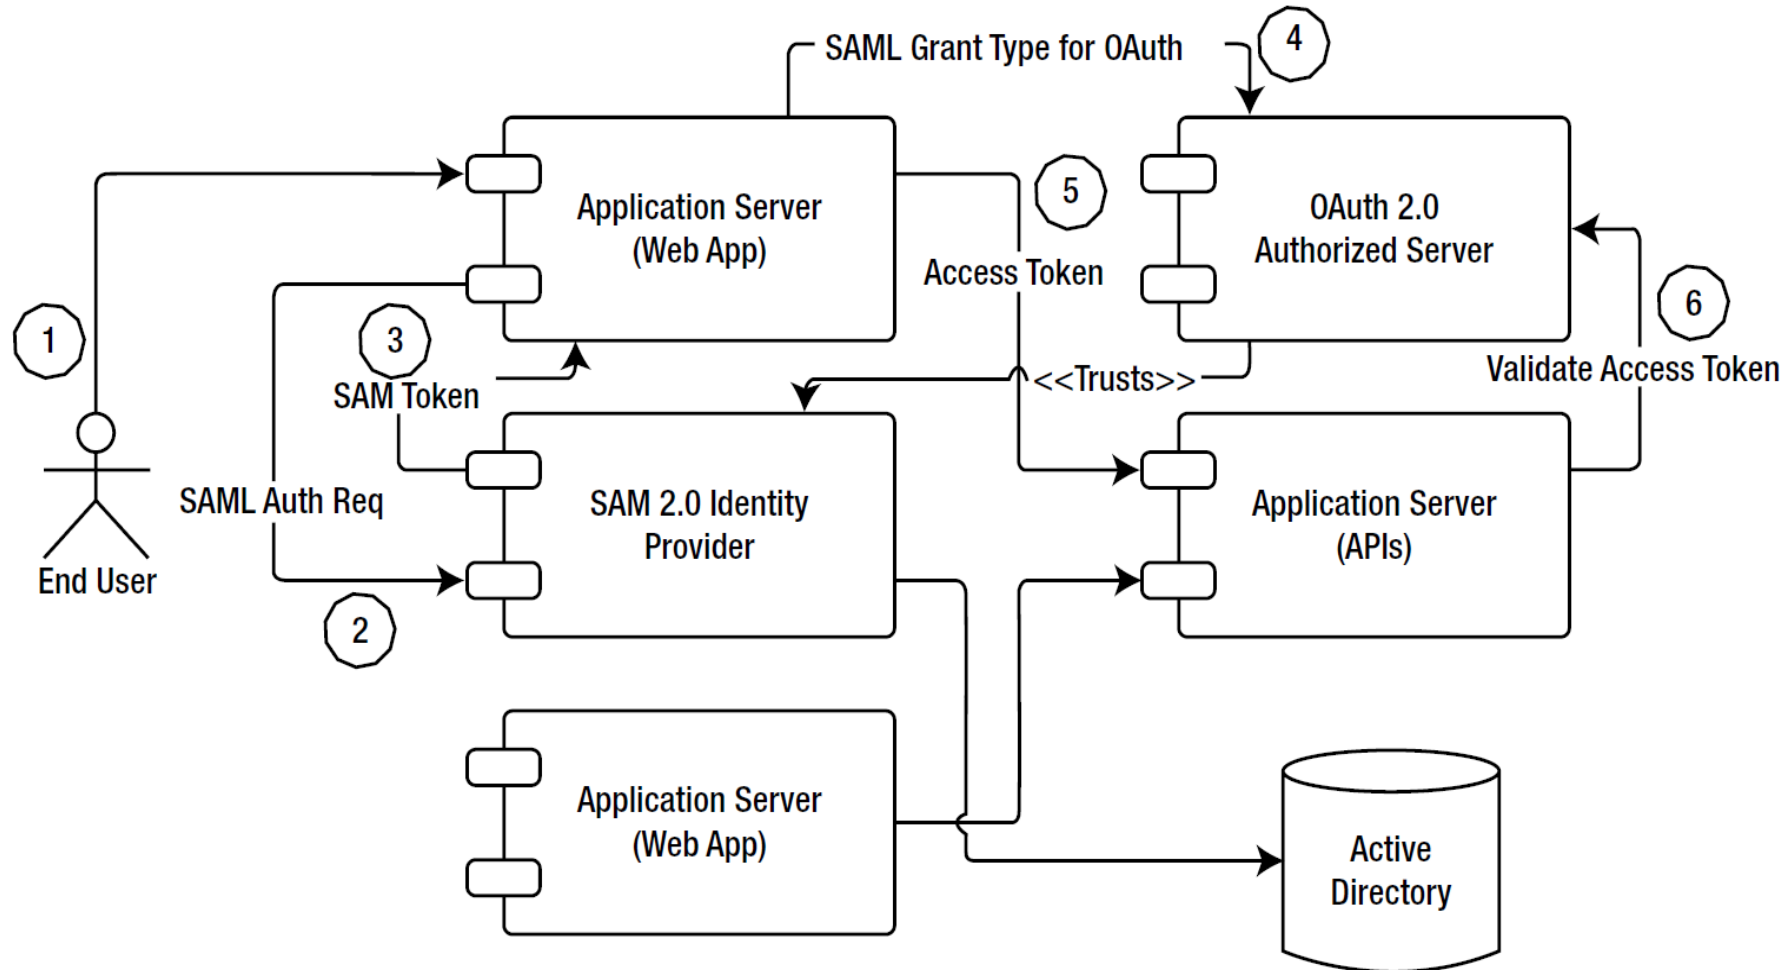 SAML Grant Type for OAuth
4
Application Server
(Web App)
5
OAuth 2.0
Authorized Server
Access Token
1
3
SAM Token
<<Trusts>>
6
Validate Access Token
SAML Auth Req
SAM 2.0 Identity
Provider
Application Server
(APIs)
End User
2
Application Server
(Web App)
Active
Directory